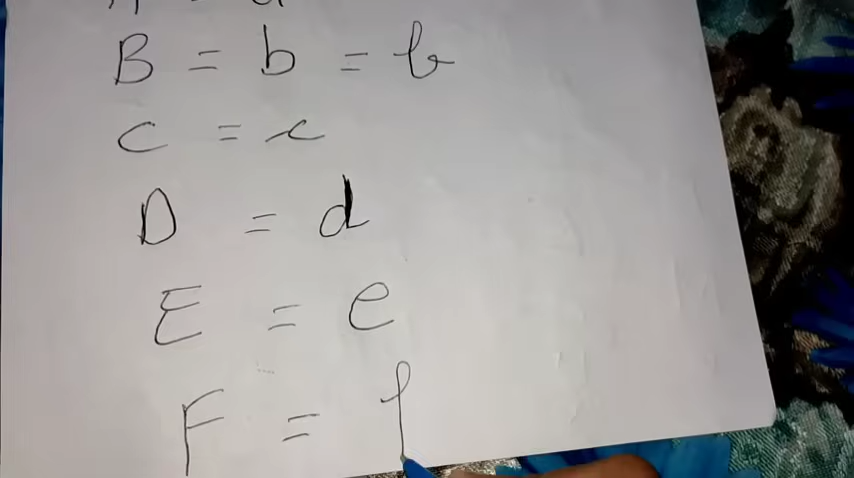 B = b = b
C = c
D = d
E = e
F = f